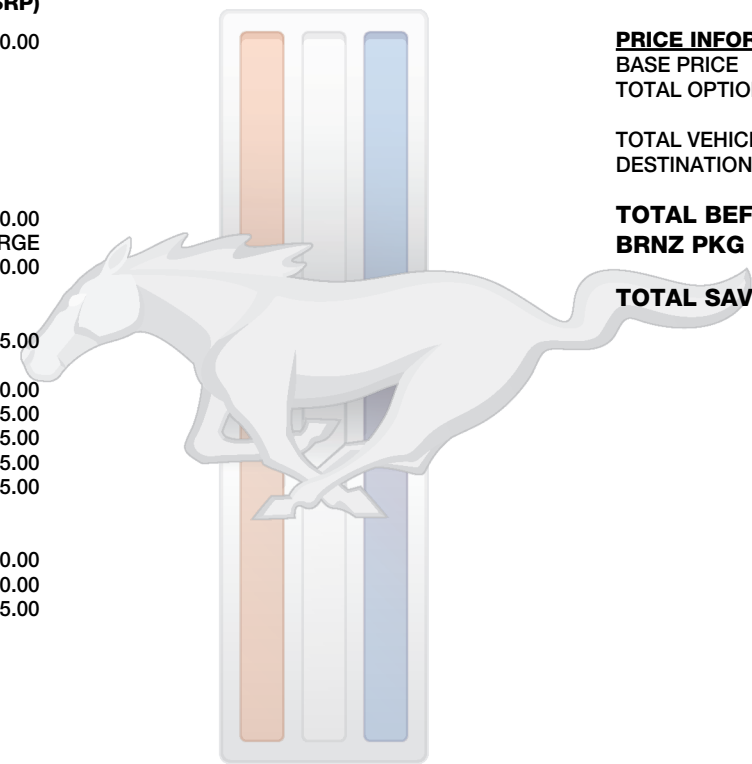 SRP)
0.00
0.00
RGE
0.00
5.00
0.00
5.00
5.00
5.00
5.00
0.00
0.00
5.00
PRICE INFOR
BASE PRICE
TOTAL OPTIO
TOTAL VEHICL
DESTINATION
TOTAL BEF
BRNZ PKG
TOTAL SAV